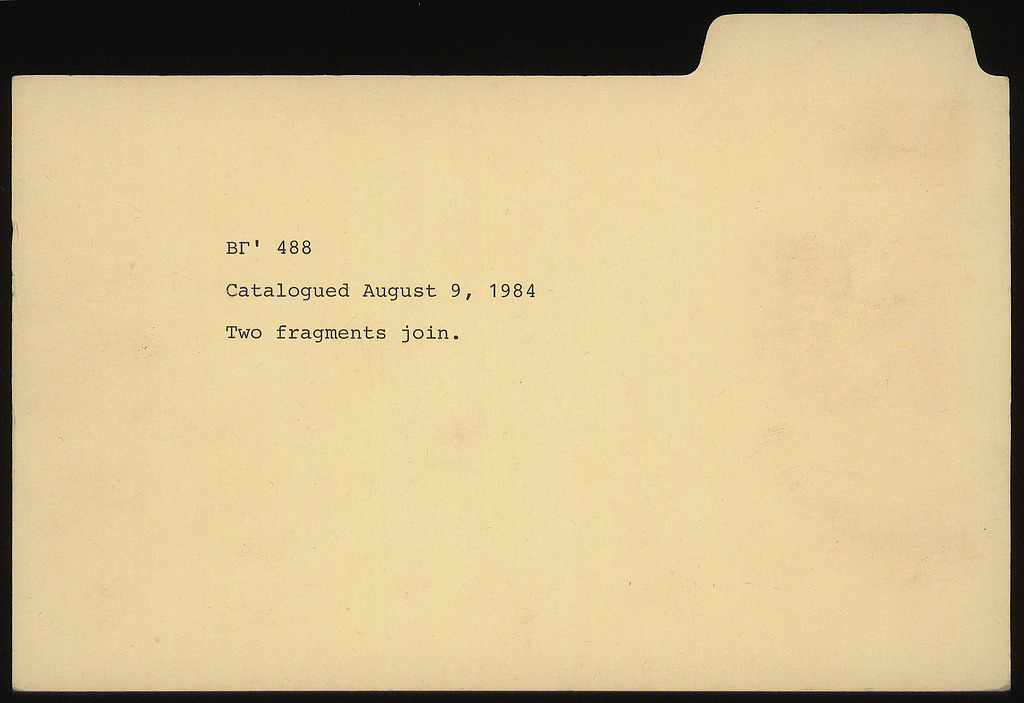 ΒΓ' 488
Catalogued August 9, 1984
Two fragments join.